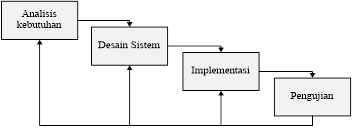 Analisis
kebutuhan
Desain Sistem
Implementasi
Pengujian